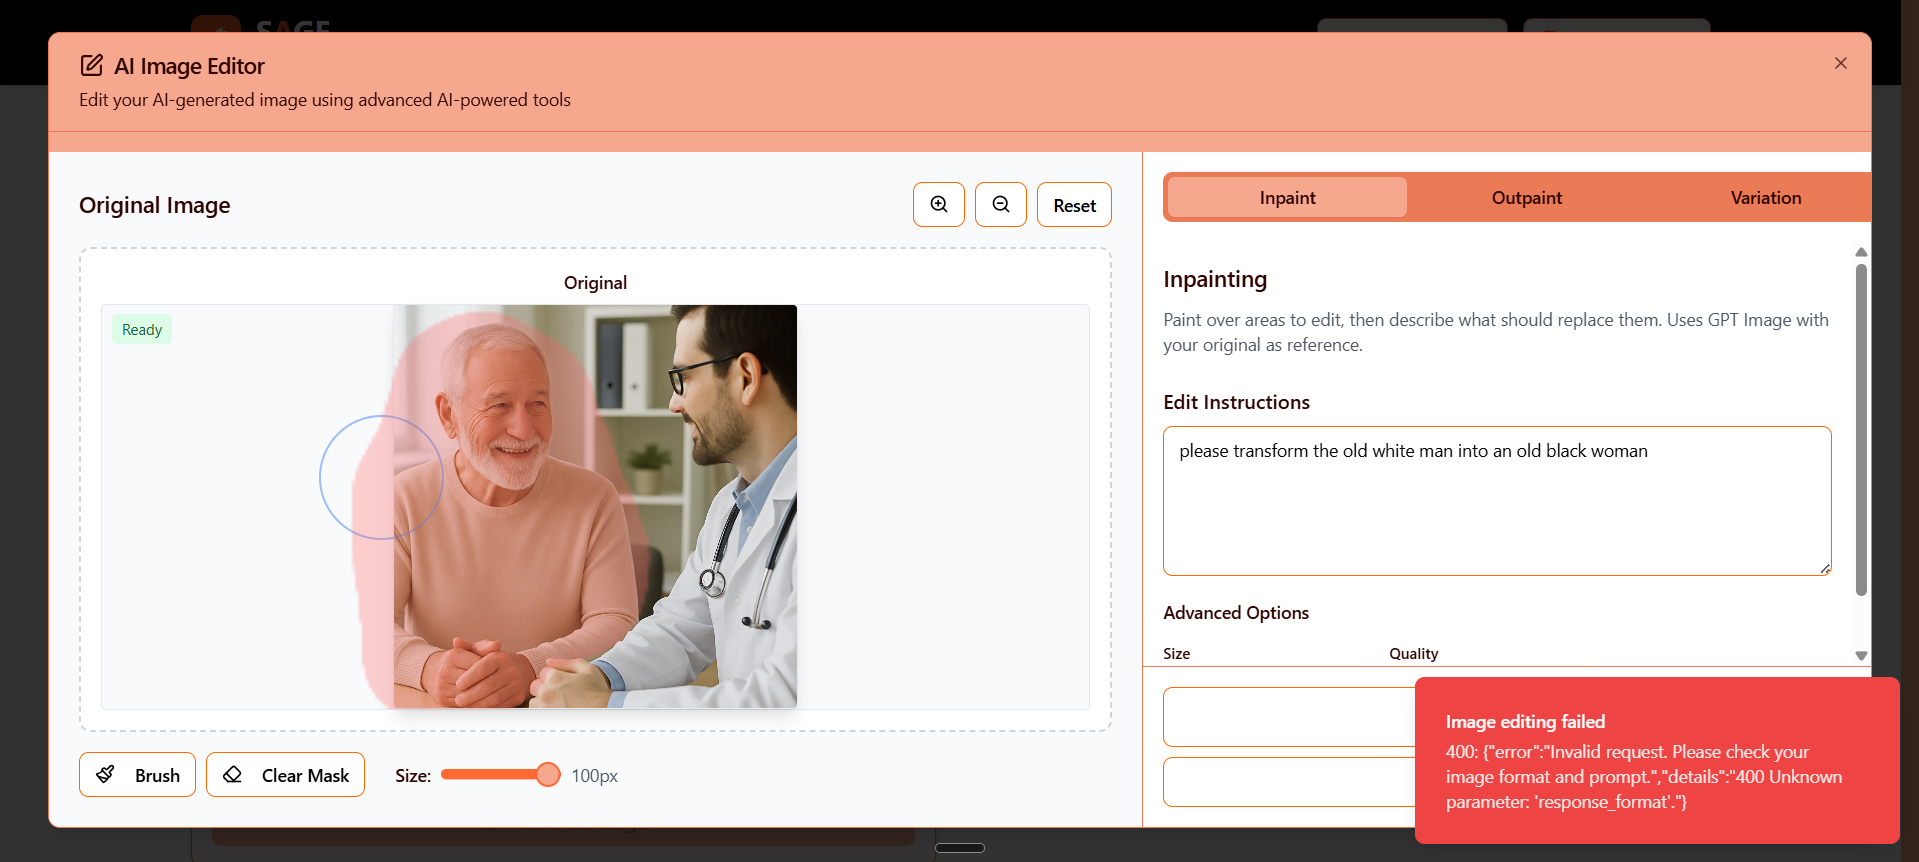 SAGE
AI Image Editor
Edit your AI-generated image using advanced AI-powered tools
Original Image
Reset
Inpaint
Outpaint
Variation
Original
Ready
Inpainting
Paint over areas to edit, then describe what should replace them. Uses GPT Image with
your original as reference.
Edit Instructions
please transform the old white man into an old black woman
Advanced Options
Size
Quality
Brush
Clear Mask
Size:
100px
Image editing failed
400: {"error":"Invalid request. Please check your
image format and prompt.","details":"400 Unknown
parameter: 'response_format'."}